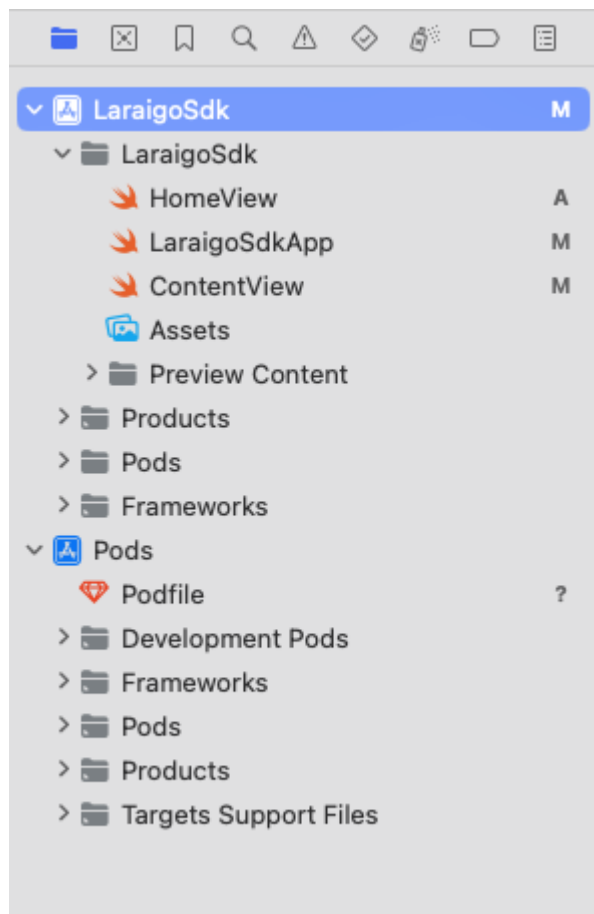 LaraigoSdk M
LaraigoSdk
HomeView A
LaraigoSdkApp M
ContentView M
Assets
Preview Content
Products
Pods
Frameworks
Pods
Podfile ?
Development Pods
Frameworks
Pods
Products
Targets Support Files